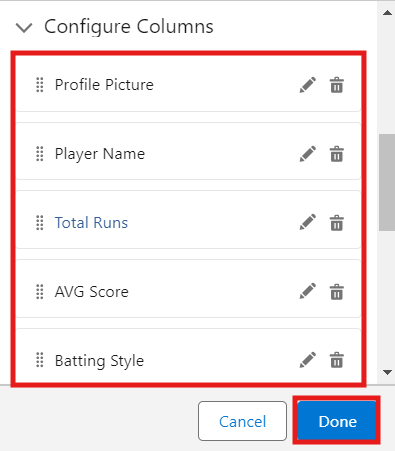 Configure Columns
Profile Picture
Player Name
Total Runs
AVG Score
Batting Style
Cancel
Done